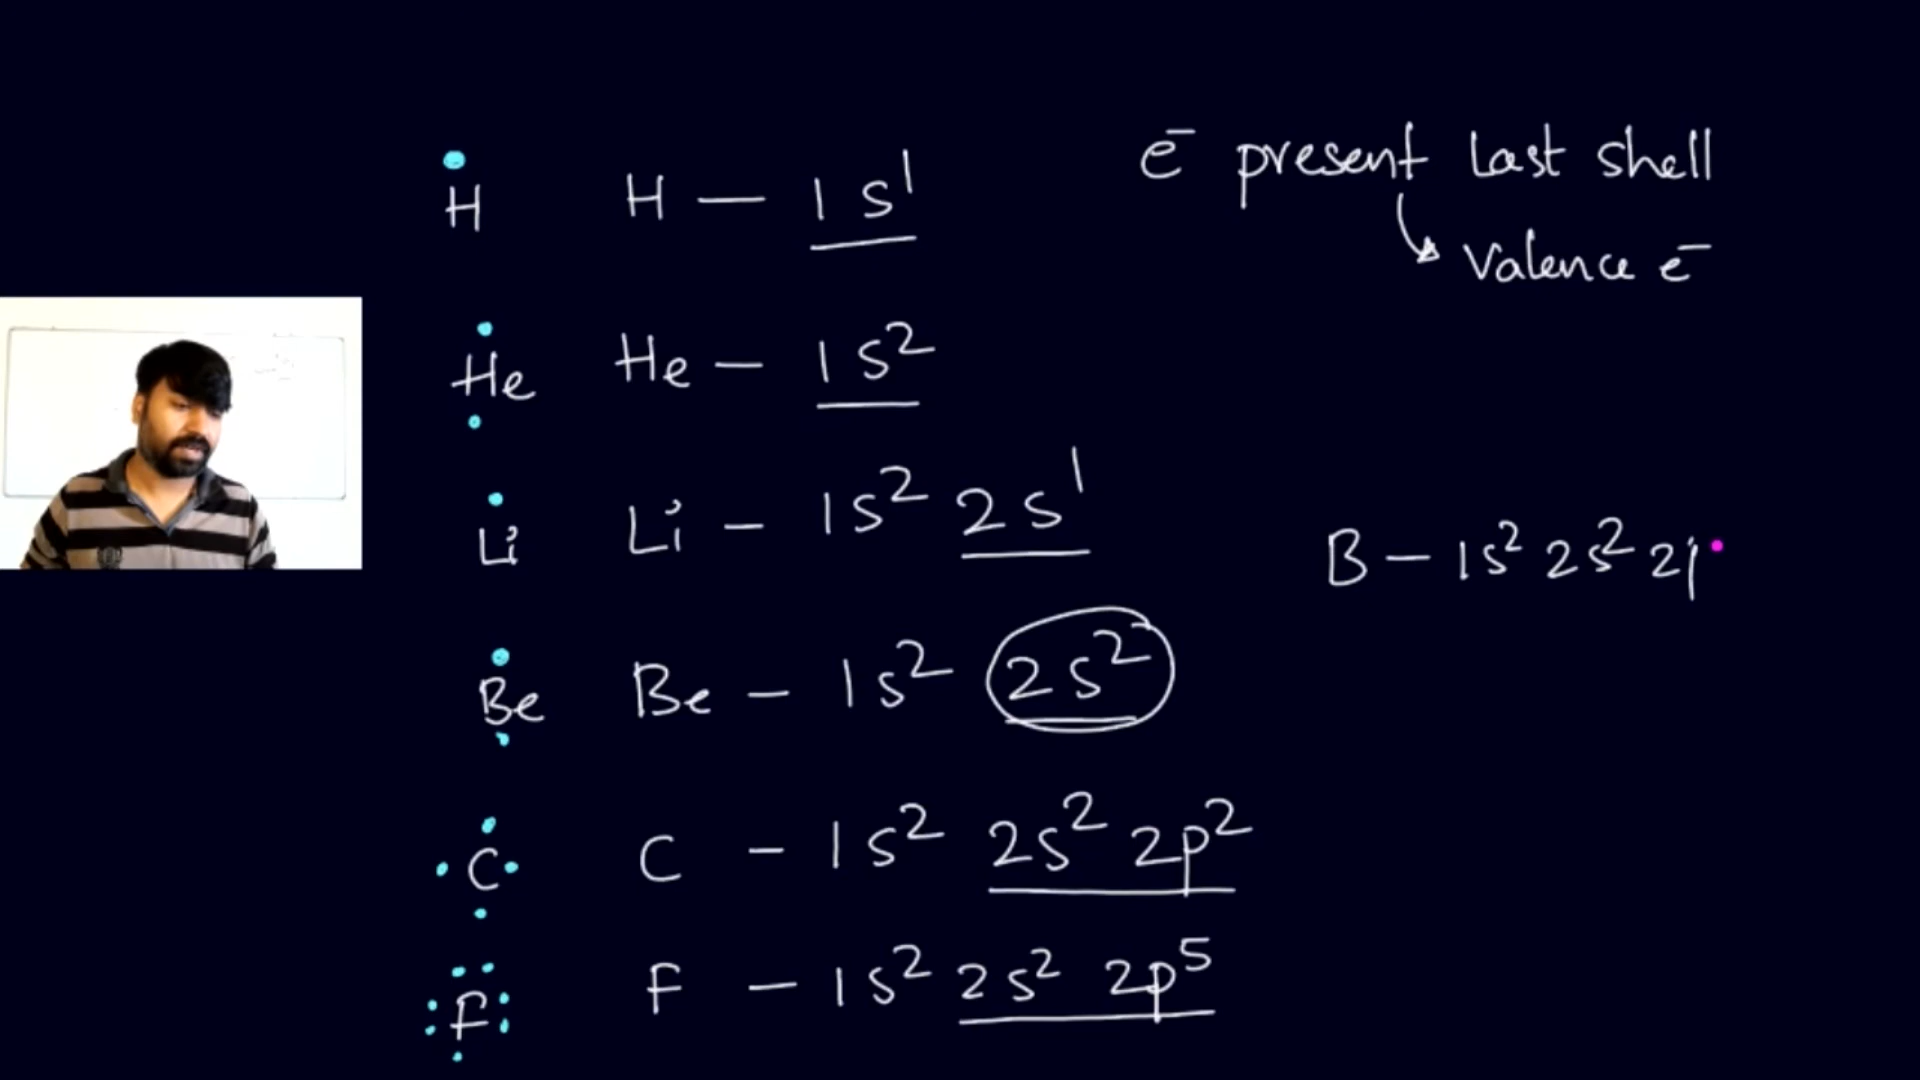 H H — 1s¹
e⁻ present last shell
Valence e⁻
He He — 1s²
Li Li — 1s² 2s¹
B — 1s² 2s² 2p
Be Be — 1s² 2s²
C C — 1s² 2s² 2p²
F F — 1s² 2s² 2p⁵